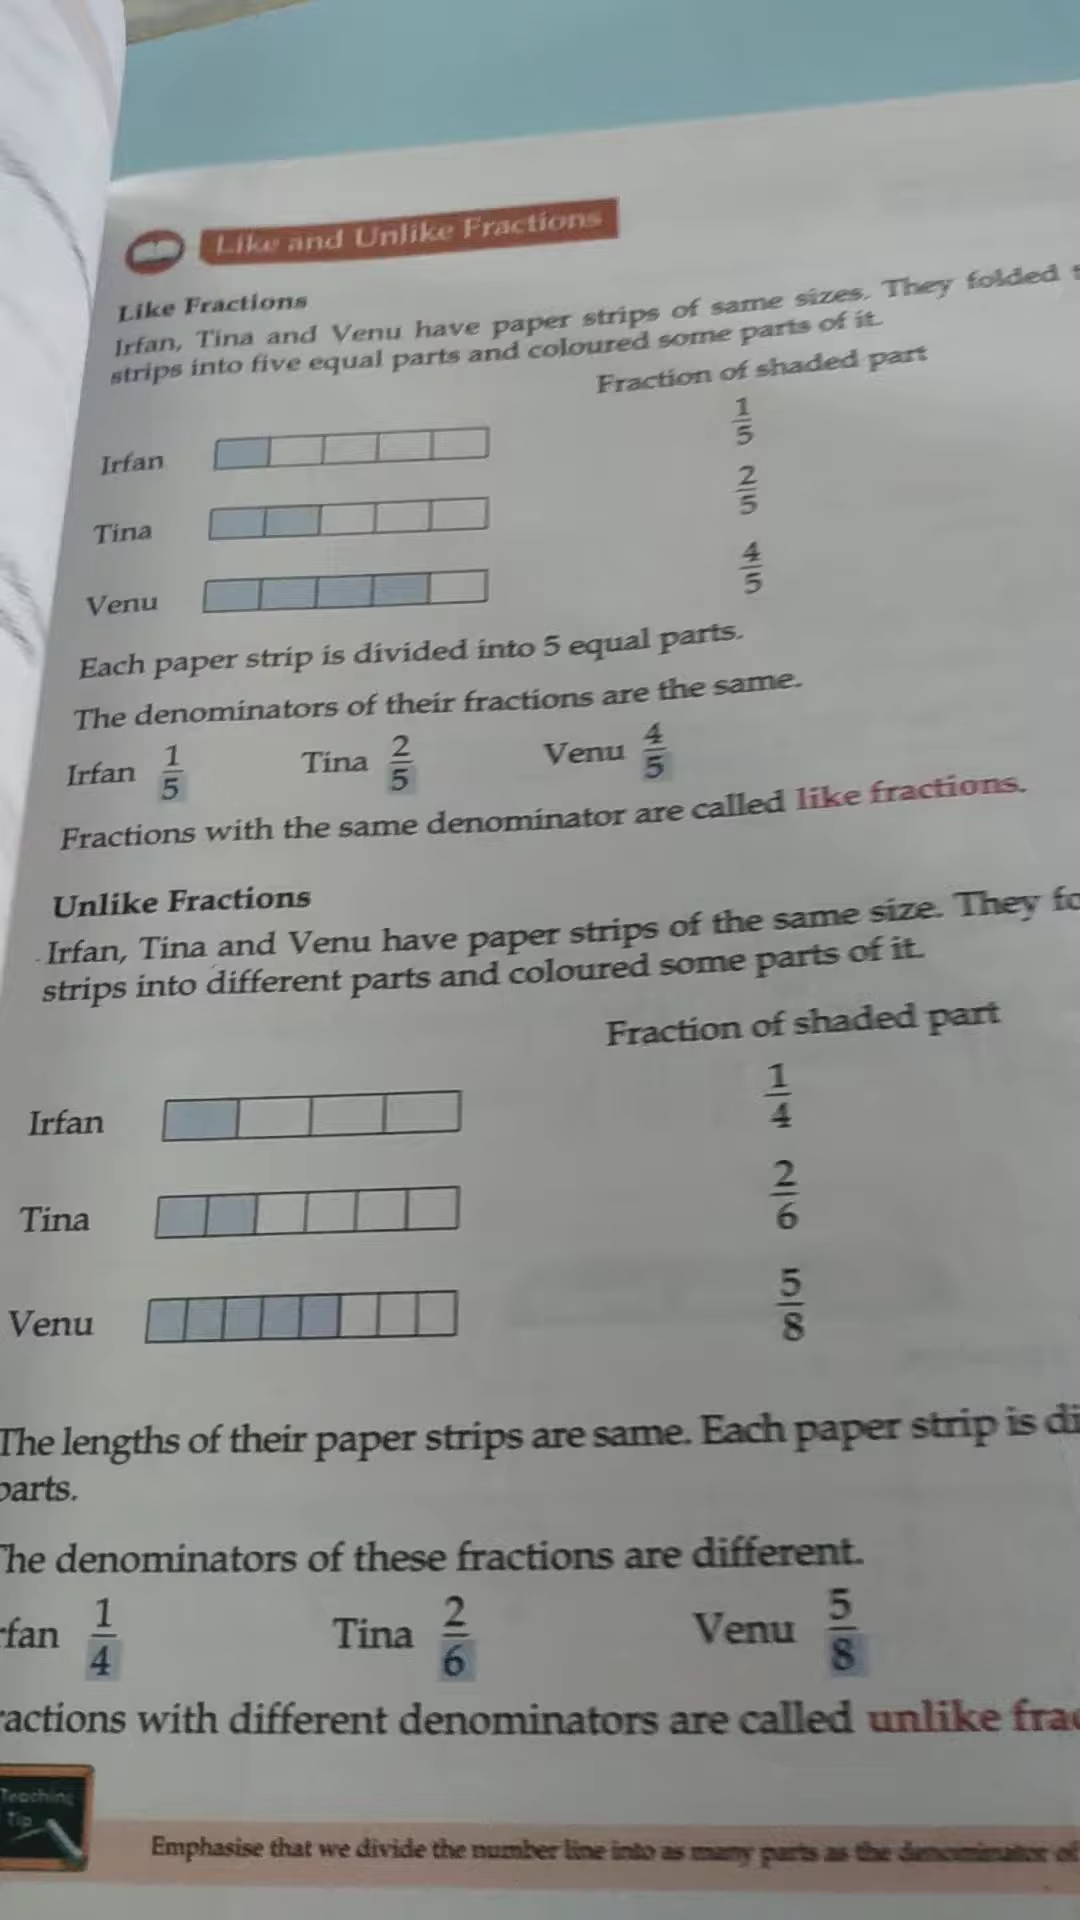 Like and Unlike Fractions
Like Fractions
Irfan, Tina and Venu have paper strips of same sizes. They folded
strips into five equal parts and coloured some parts of it.
Fraction of shaded part
Irfan 1/5
Tina 2/5
Venu 4/5
Each paper strip is divided into 5 equal parts.
The denominators of their fractions are the same.
Irfan 1/5 Tina 2/5 Venu 4/5
Fractions with the same denominator are called like fractions.
Unlike Fractions
Irfan, Tina and Venu have paper strips of the same size. They
strips into different parts and coloured some parts of it.
Fraction of shaded part
Irfan 1/4
Tina 2/6
Venu 5/8
The lengths of their paper strips are same. Each paper strip is
parts.
The denominators of these fractions are different.
rfan 1/4 Tina 2/6 Venu 5/8
ractions with different denominators are called unlike
Teaching
Tip
Emphasise that we divide the number line into as many parts as the denominator of